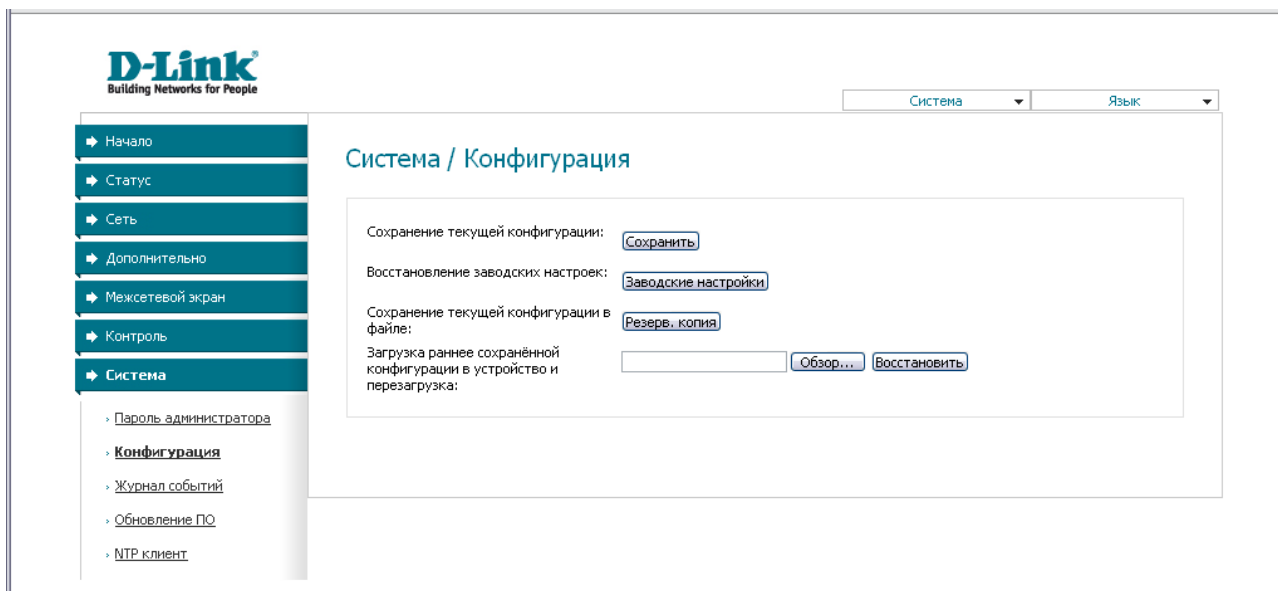 D-Link
Building Networks for People
Система
Язык
Начало
Статус
Сеть
Дополнительно
Межсетевой экран
Контроль
Система
Пароль администратора
Конфигурация
Журнал событий
Обновление ПО
NTP клиент
Система / Конфигурация
Сохранение текущей конфигурации:
Сохранить
Восстановление заводских настроек:
Заводские настройки
Сохранение текущей конфигурации в
файле:
Резерв. копия
Загрузка раннее сохранённой
конфигурации в устройство и
перезагрузка:
Обзор...
Восстановить